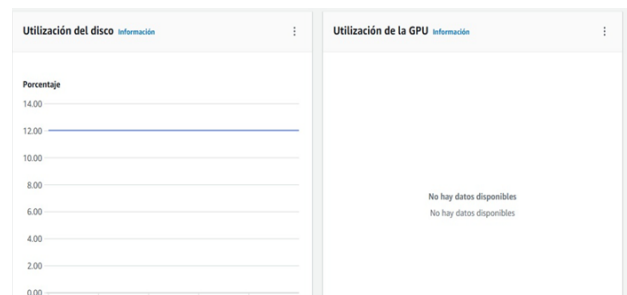 Utilización del disco Información
Porcentaje
14.00
12.00
10.00
8.00
6.00
4.00
2.00
0.00
Utilización de la GPU Información
No hay datos disponibles
No hay datos disponibles